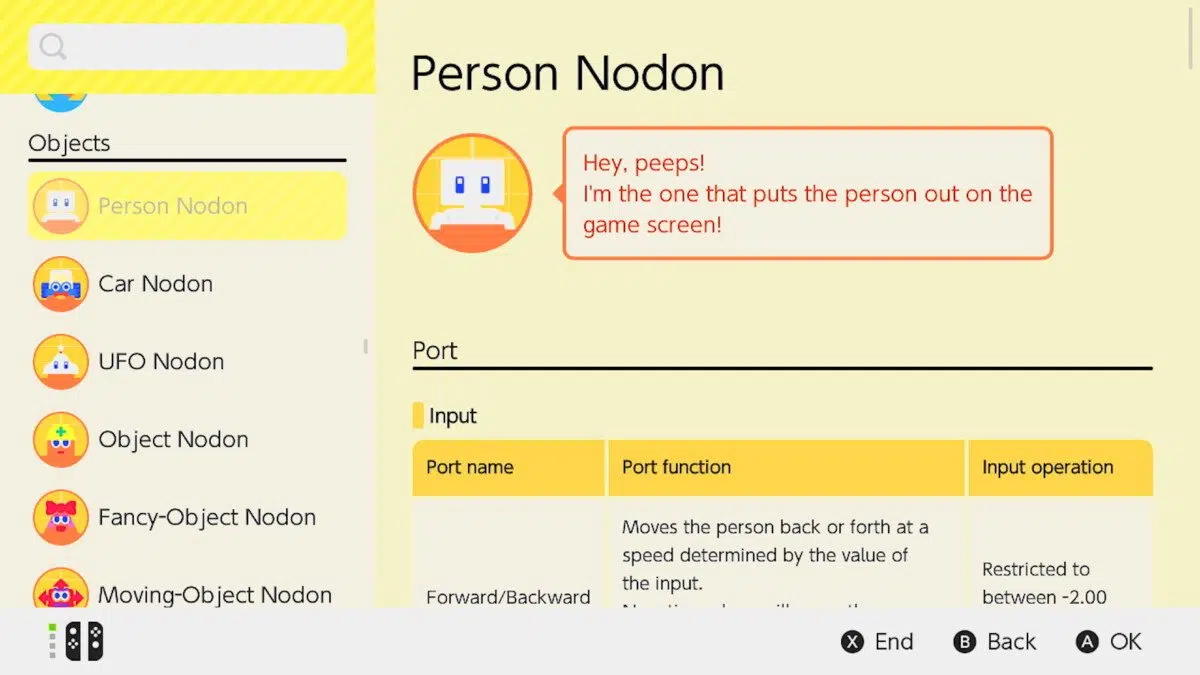 Objects
Person Nodon
Car Nodon
UFO Nodon
Object Nodon
Fancy-Object Nodon
Moving-Object Nodon
Person Nodon
Hey, peeps!
I'm the one that puts the person out on the
game screen!
Port
Input
Port name Port function Input operation
Moves the person back or forth at a
speed determined by the value of
the input.
Forward/Backward
Restricted to
between -2.00
X End B Back A OK